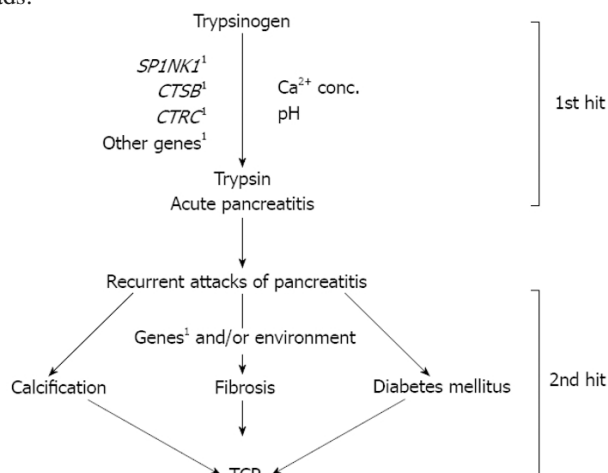 Trypsinogen
SP1NK1¹
CTSB¹
Ca²⁺ conc.
CTRC¹
pH
1st hit
Other genes¹
Trypsin
Acute pancreatitis
Recurrent attacks of pancreatitis
Genes¹ and/or environment
Calcification
Fibrosis
Diabetes mellitus
2nd hit